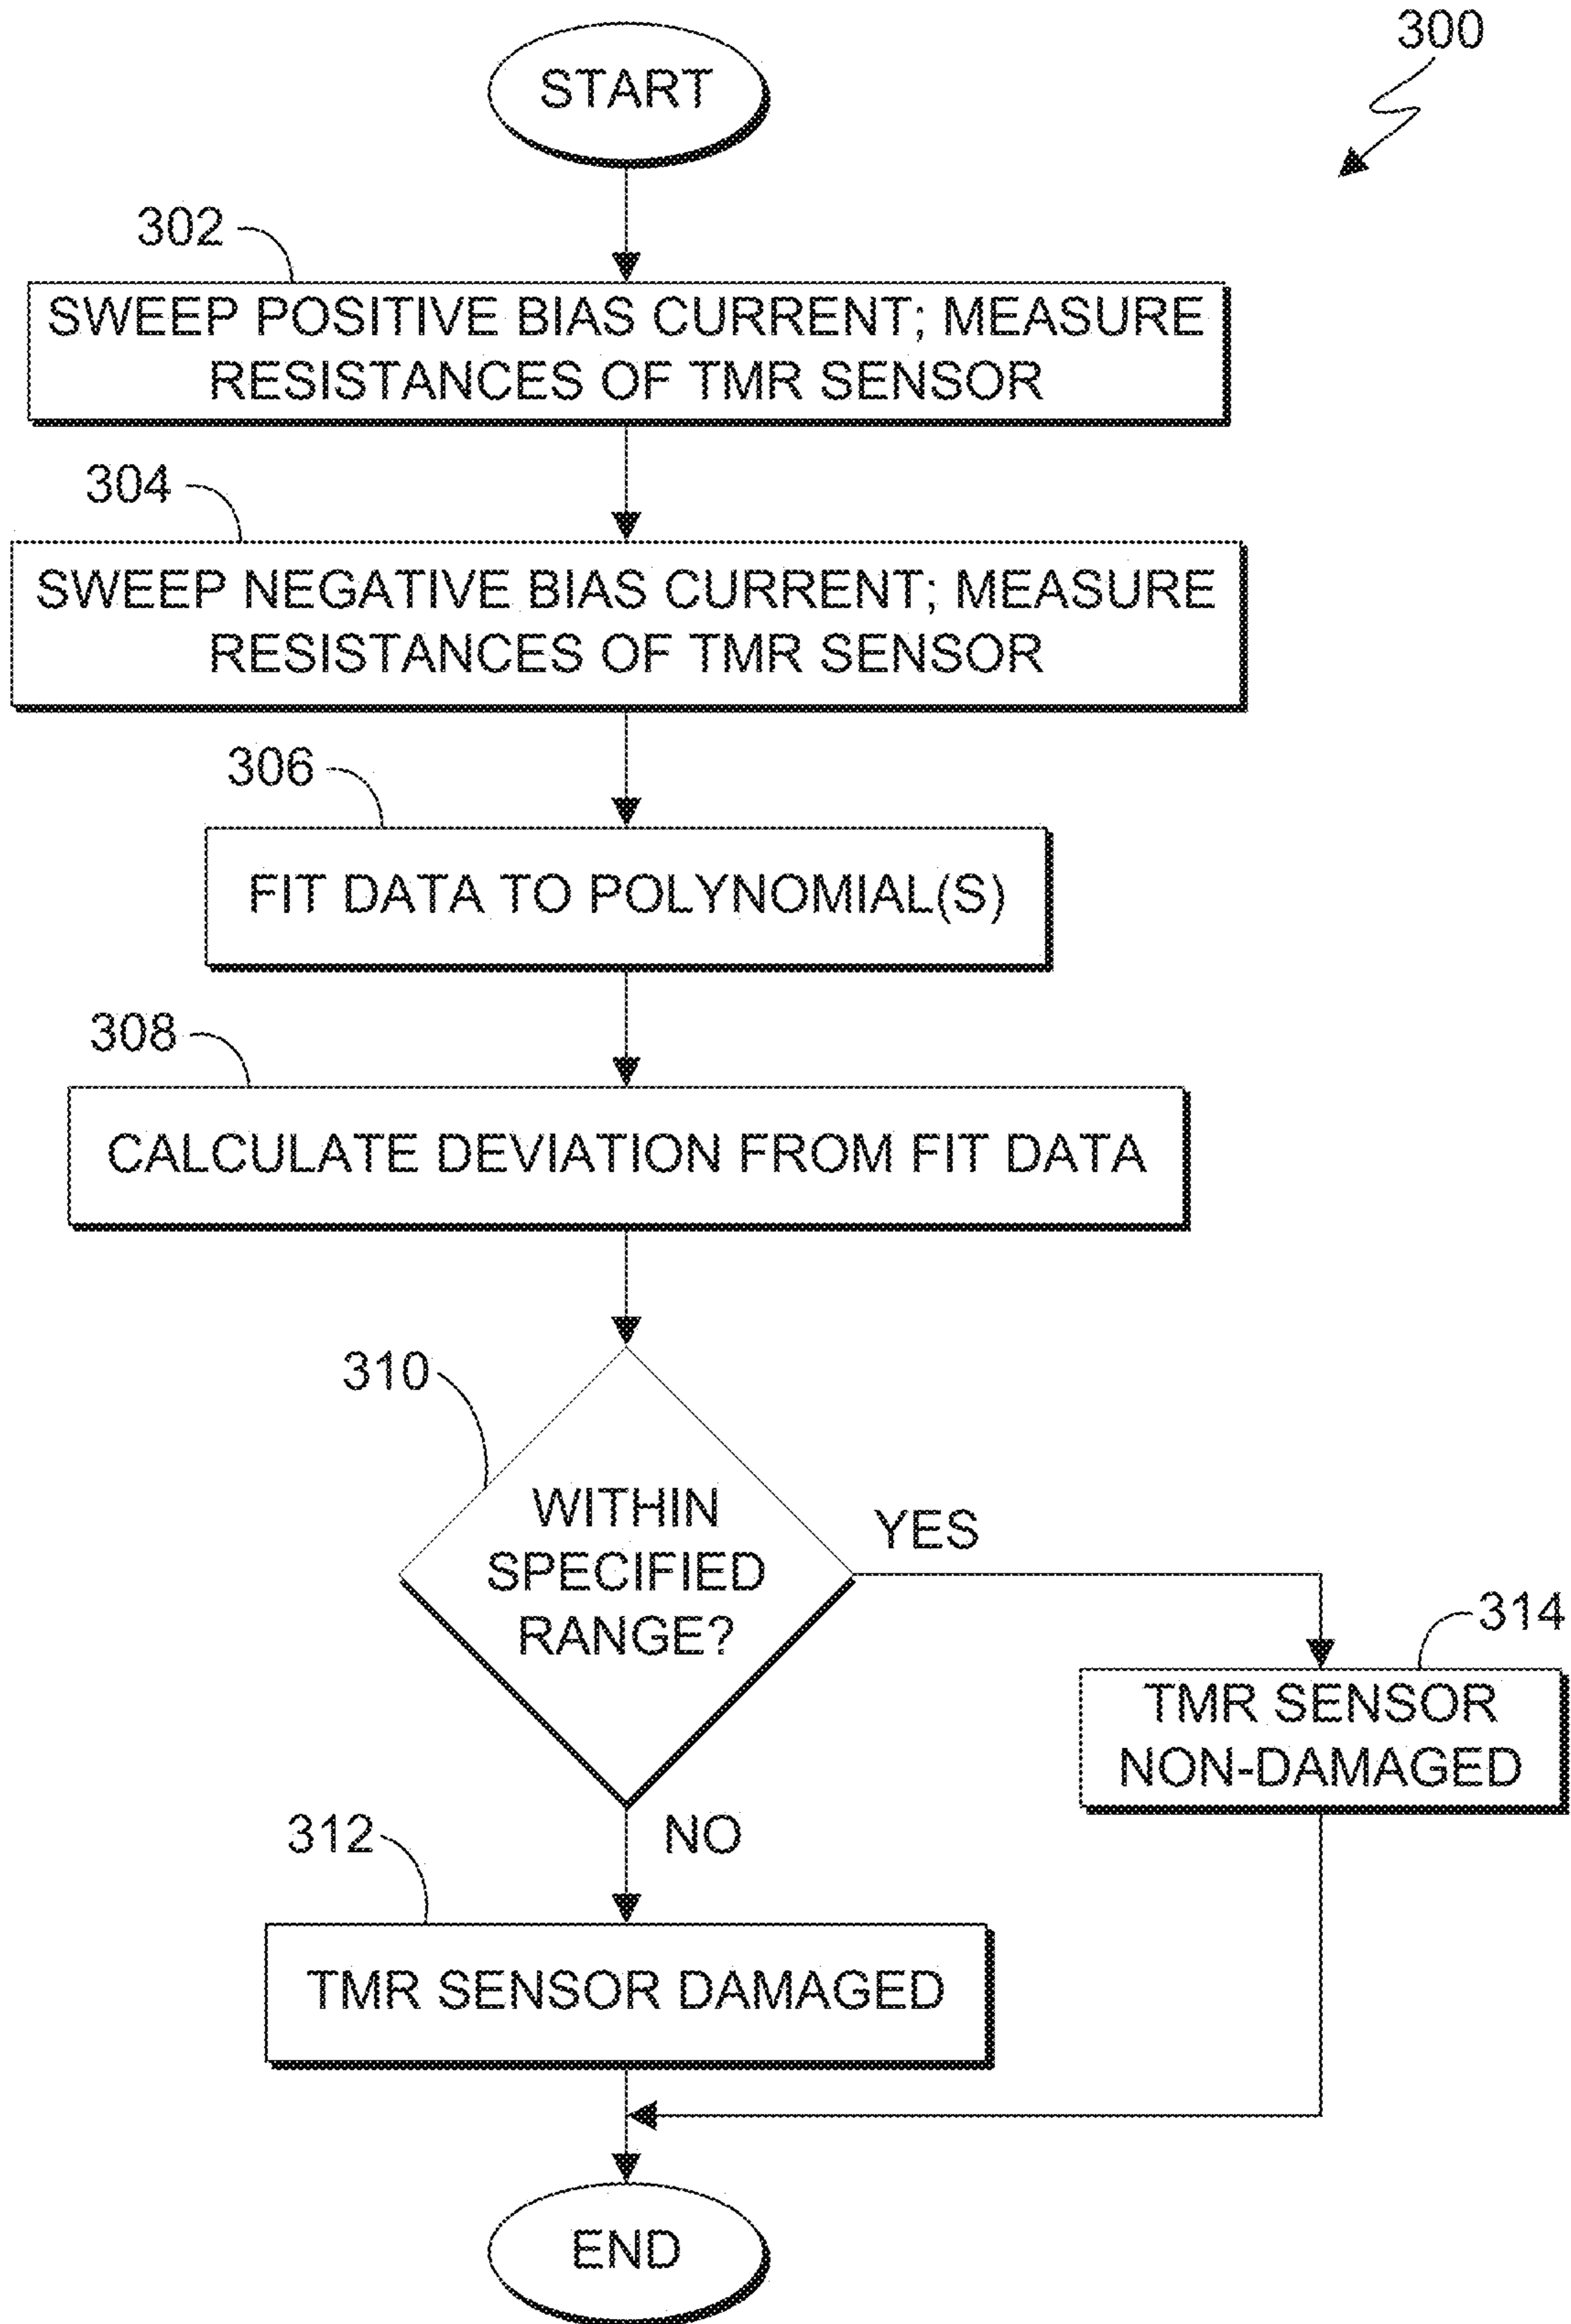 300
START
302
SWEEP POSITIVE BIAS CURRENT; MEASURE
RESISTANCES OF TMR SENSOR
304
SWEEP NEGATIVE BIAS CURRENT; MEASURE
RESISTANCES OF TMR SENSOR
306
FIT DATA TO POLYNOMIAL(S)
308
CALCULATE DEVIATION FROM FIT DATA
310
WITHIN
SPECIFIED
RANGE?
YES
314
TMR SENSOR
NON-DAMAGED
NO
312
TMR SENSOR DAMAGED
END